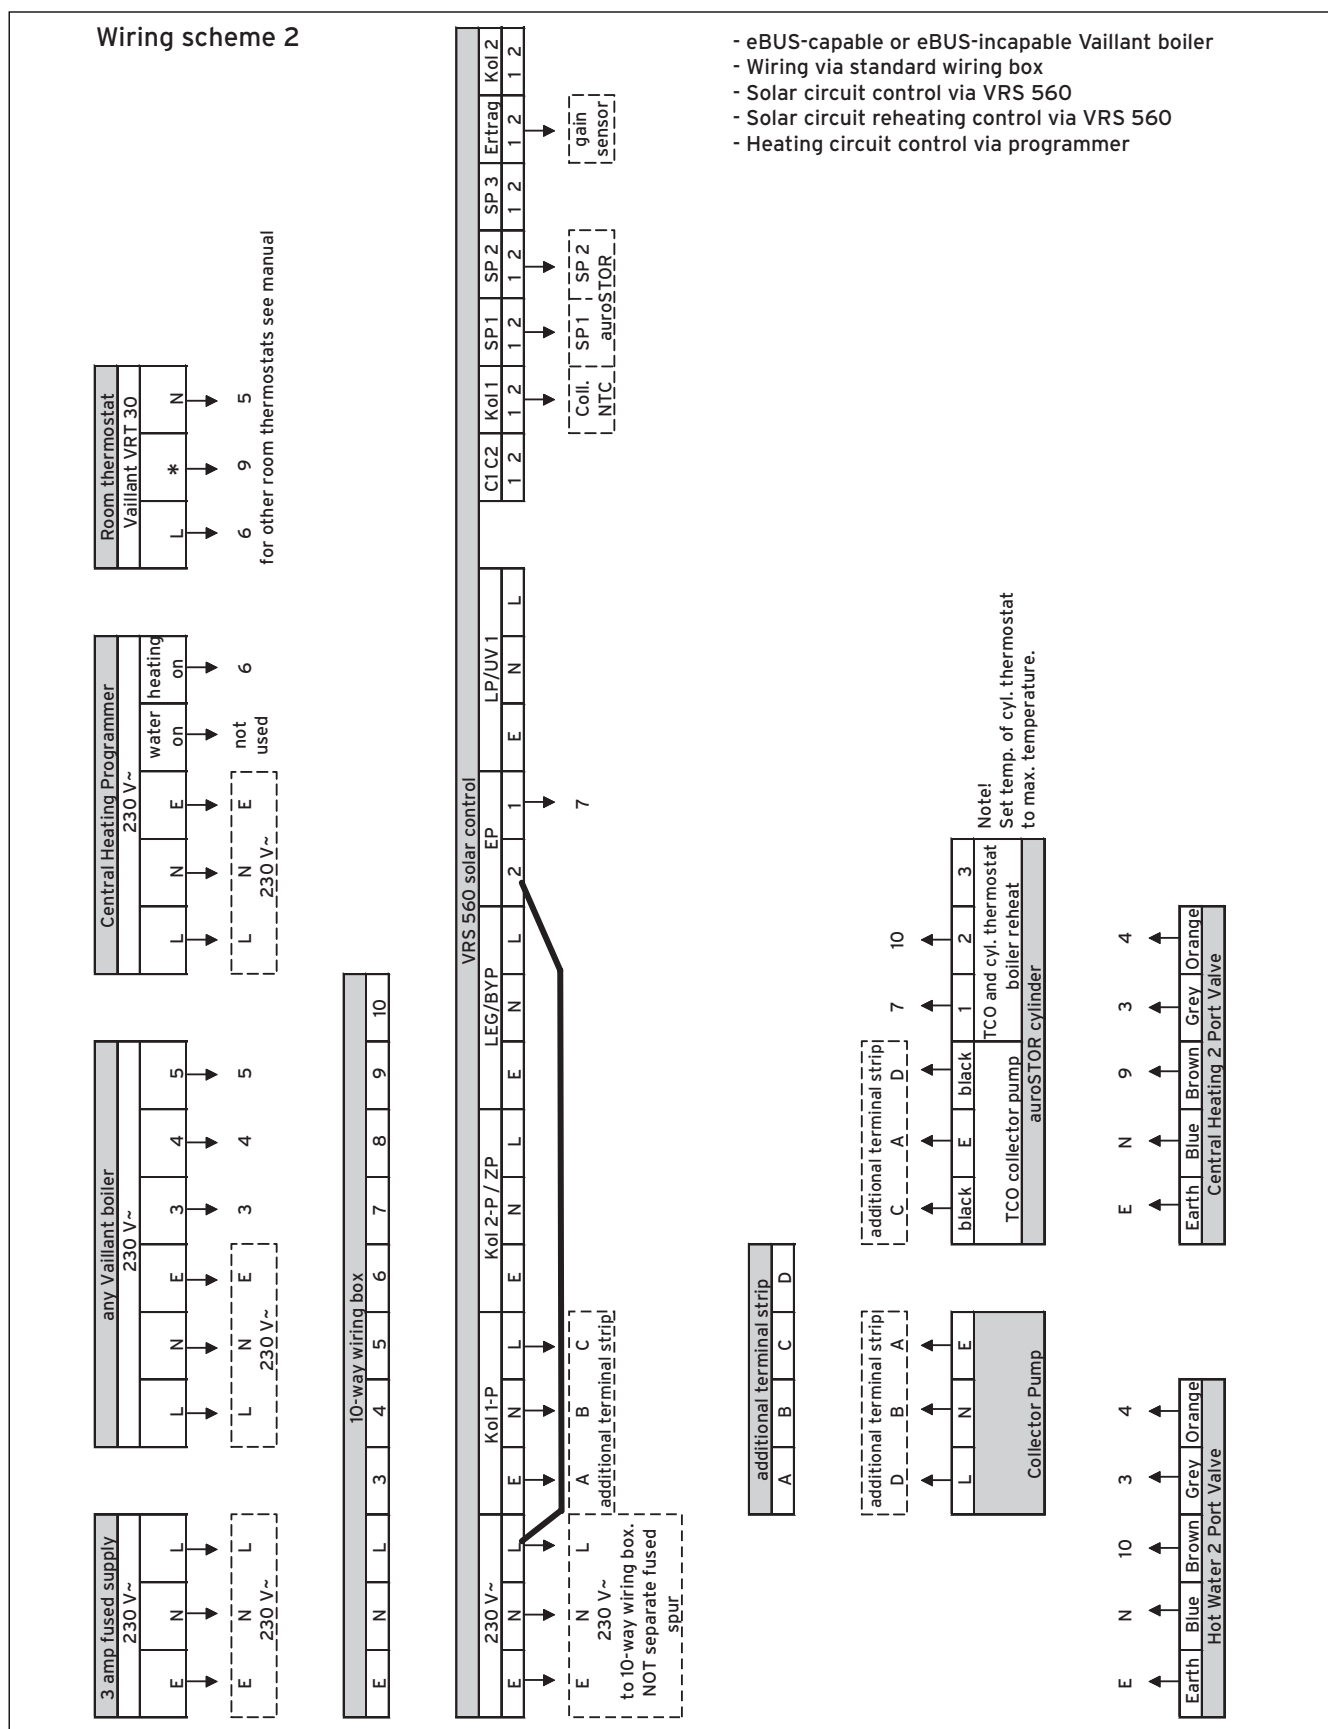 Wiring scheme 2
- eBUS-capable or eBUS-incapable Vaillant boiler
- Wiring via standard wiring box
- Solar circuit control via VRS 560
- Solar circuit reheating control via VRS 560
- Heating circuit control via programmer
3 amp fused supply
230 V~
E N L
E N L
230 V~
any Vaillant boiler
230 V~
L N E 3 4 5
L N E 3 4 5
230 V~
Central Heating Programmer
230 V~
L N E water on heating on
L N E not used 6
230 V~
Room thermostat
Vaillant VRT 30
L * N
6 9 5
for other room thermostats see manual
10-way wiring box
E N L 3 4 5 6 7 8 9 10
VRS 560 solar control
230 V~ Kol 1-P Kol 2-P / ZP LEG/BYP EP LP/UV 1 C1 C2 Kol 1 SP 1 SP 2 SP 3 Ertrag Kol 2
E N L E N L E N L E N L 2 1 E N L 1 2 1 2 1 2 1 2 1 2 1 2 1 2
E N L A B C 7 Coll. SP 1 SP 2 gain
230 V~ additional terminal strip NTC auroSTOR sensor
to 10-way wiring box.
NOT separate fused
spur
additional terminal strip
A B C D
additional terminal strip
D B A
L N E
Collector Pump
additional terminal strip
C A D 7 10
black E black 1 2 3
TCO collector pump TCO and cyl. thermostat
boiler reheat
auroSTOR cylinder
Note!
Set temp. of cyl. thermostat
to max. temperature.
E N 10 3 4
Earth Blue Brown Grey Orange
Hot Water 2 Port Valve
E N 9 3 4
Earth Blue Brown Grey Orange
Central Heating 2 Port Valve